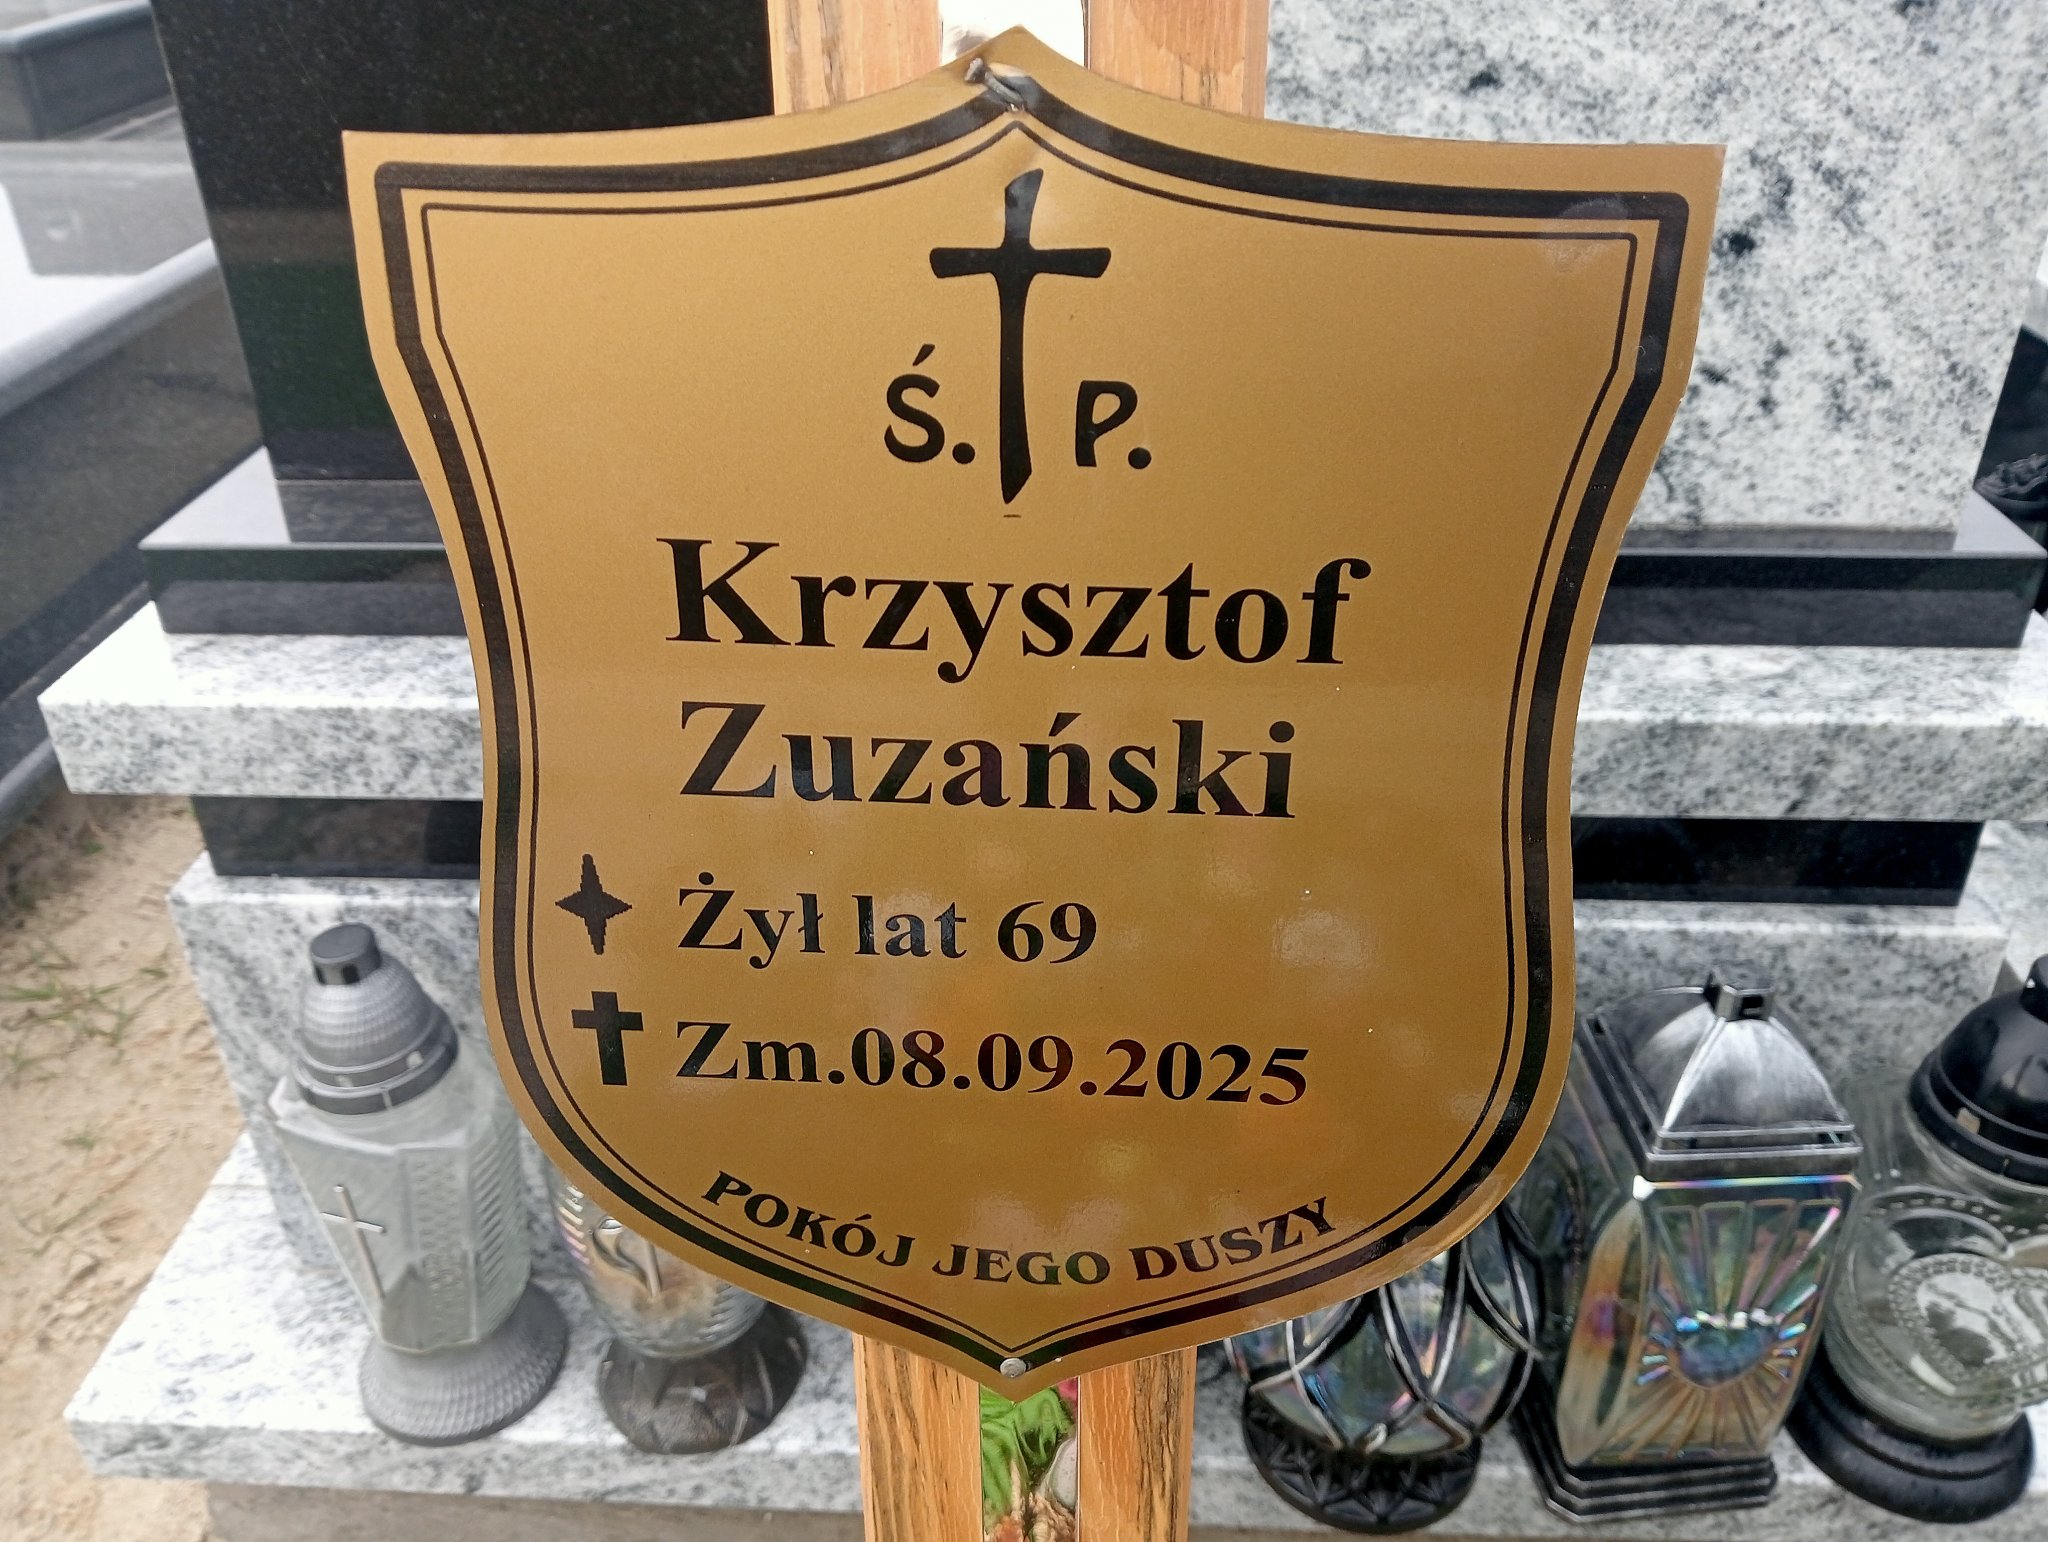 Ś. P.
Krzysztof
Zuzański
Żył lat 69
Zm.08.09.2025
POKÓJ JEGO DUSZY